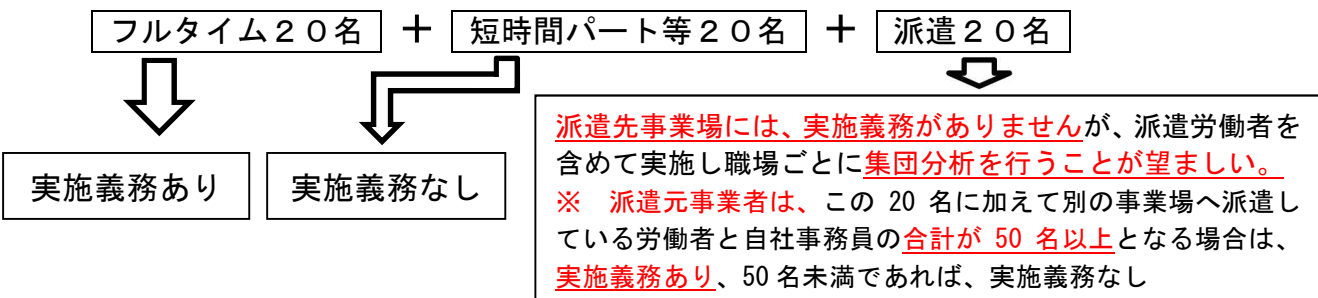 フルタイム２０名 ＋ 短時間パート等２０名 ＋ 派遣２０名
実施義務あり
実施義務なし
派遣先事業場には、実施義務がありませんが、派遣労働者を
含めて実施し職場ごとに集団分析を行うことが望ましい。
※　派遣元事業者は、この 20 名に加えて別の事業場へ派遣し
ている労働者と自社事務員の合計が 50 名以上となる場合は、
実施義務あり、50 名未満であれば、実施義務なし